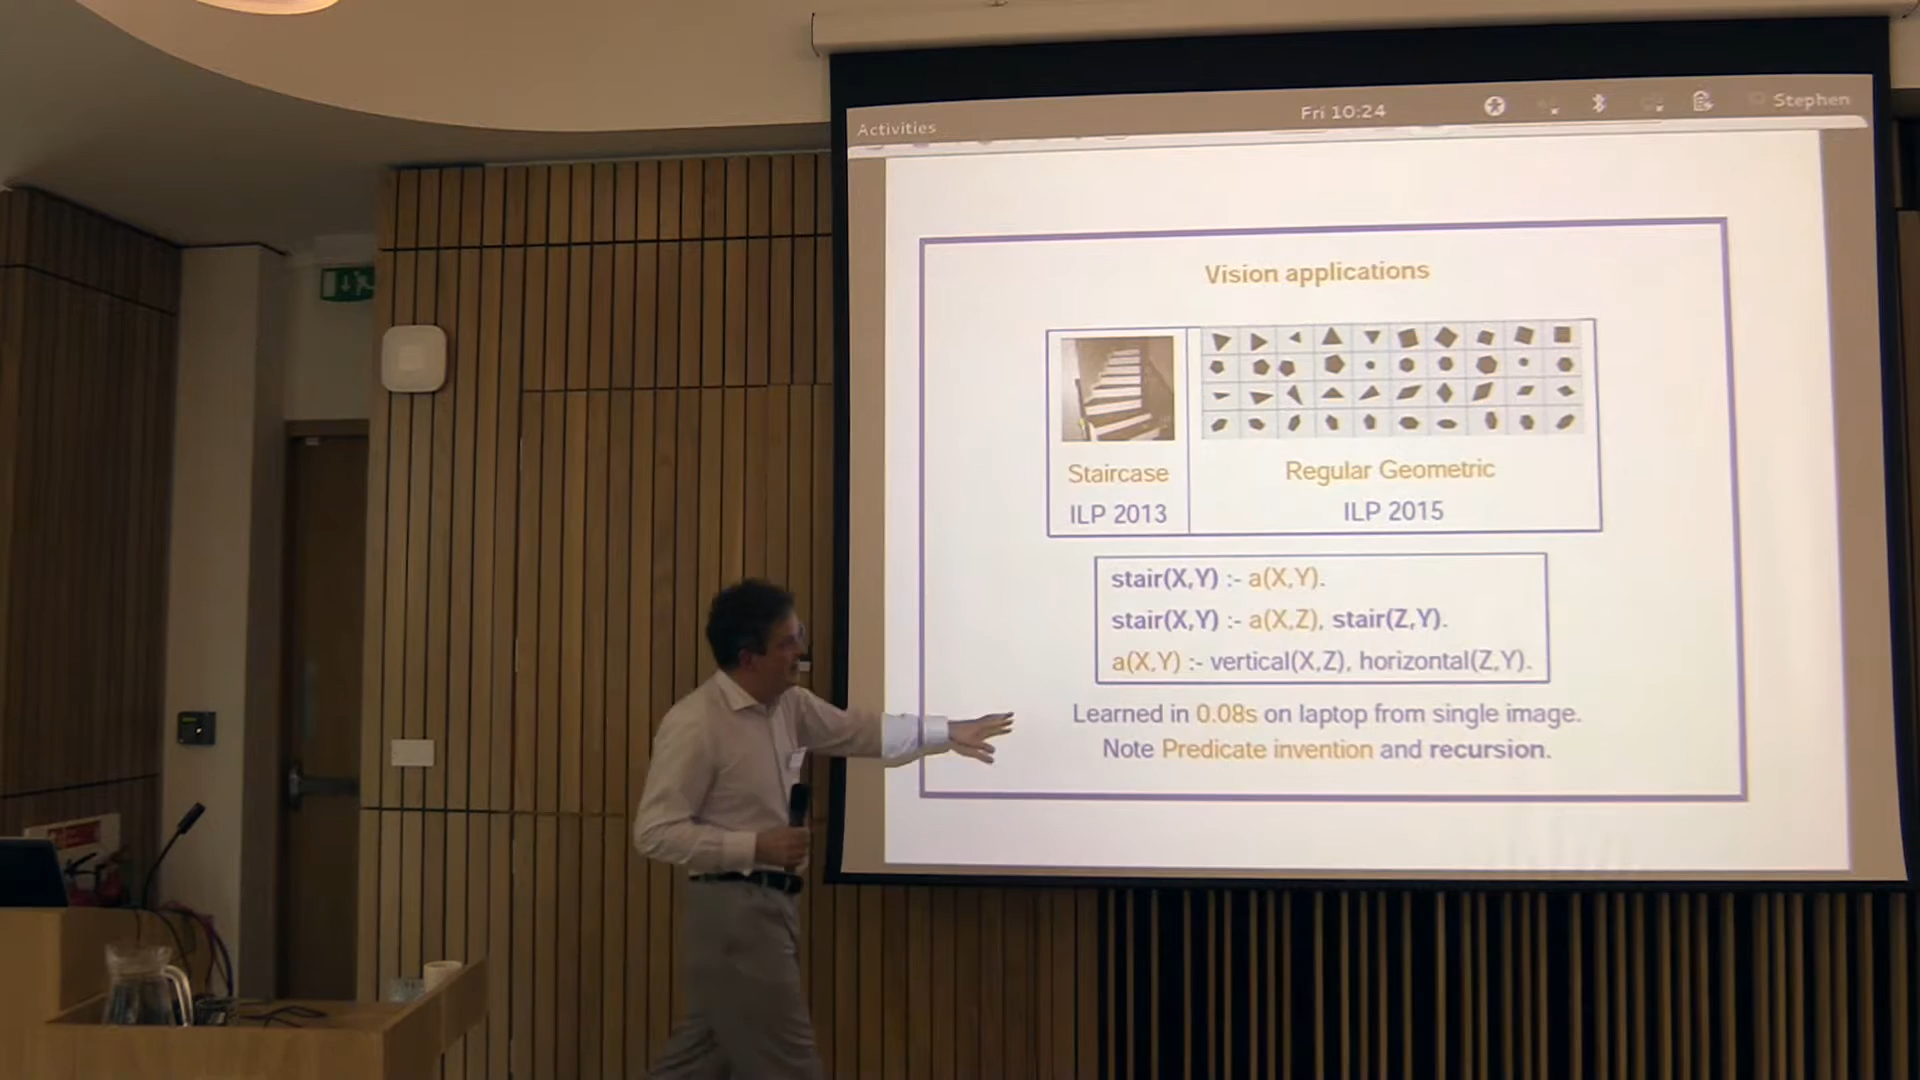 Activities
Fri 10:24
Stephen
Vision applications
Staircase
ILP 2013
Regular Geometric
ILP 2015
stair(X,Y) :- a(X,Y).
stair(X,Y) :- a(X,Z), stair(Z,Y).
a(X,Y) :- vertical(X,Z), horizontal(Z,Y).
Learned in 0.08s on laptop from single image.
Note Predicate invention and recursion.